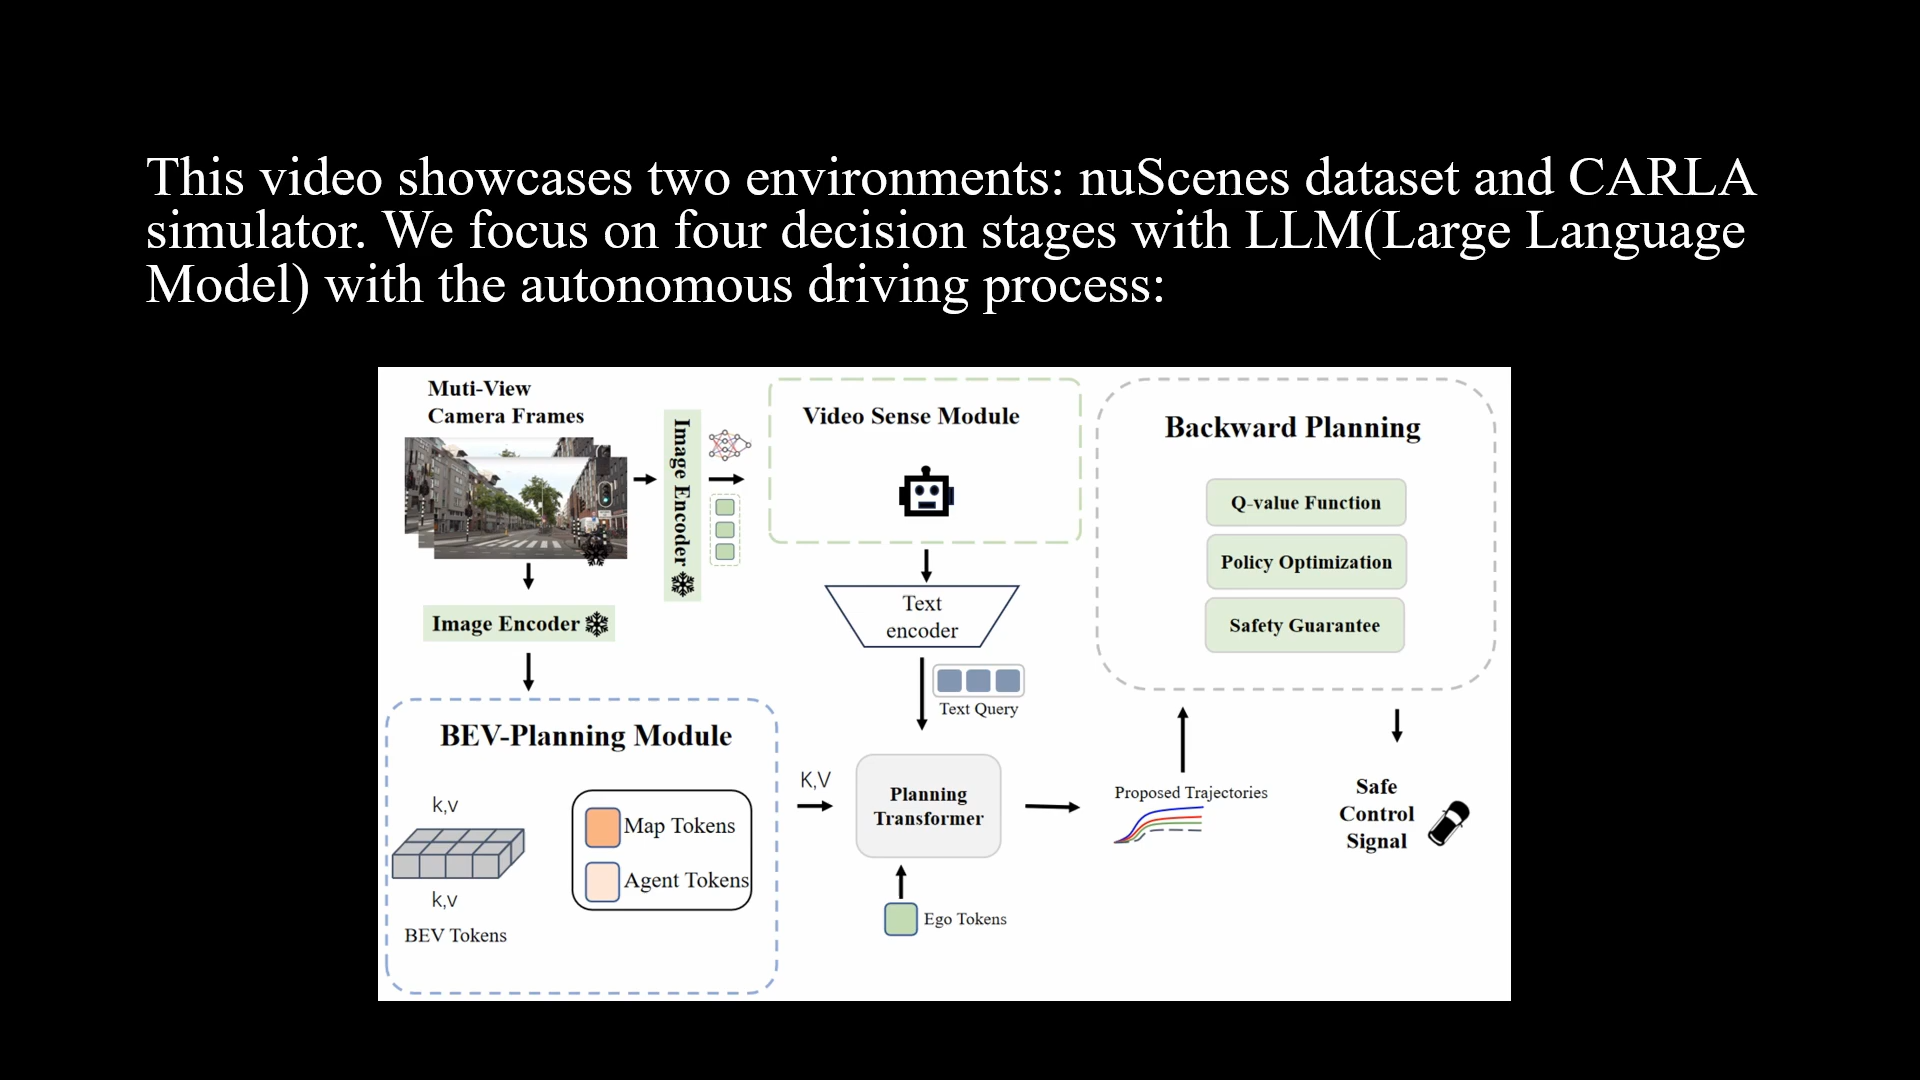 This video showcases two environments: nuScenes dataset and CARLA
simulator. We focus on four decision stages with LLM(Large Language
Model) with the autonomous driving process:
Muti-View
Camera Frames
Image Encoder
Image Encoder
Video Sense Module
Text
encoder
Text Query
BEV-Planning Module
k,v
k,v
BEV Tokens
Map Tokens
Agent Tokens
K,V
Planning
Transformer
Ego Tokens
Proposed Trajectories
Backward Planning
Q-value Function
Policy Optimization
Safety Guarantee
Safe
Control
Signal